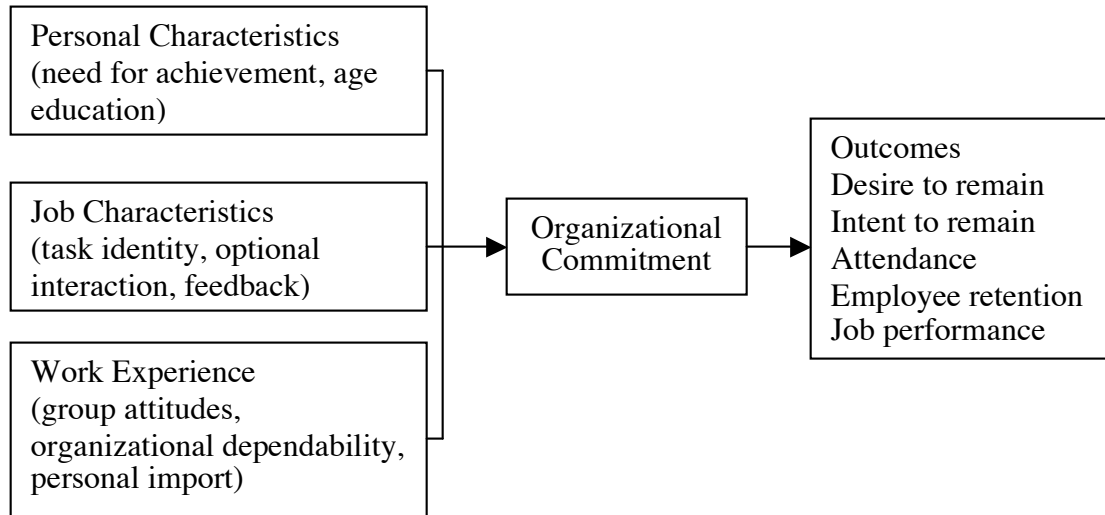 Personal Characteristics
(need for achievement, age
education)
Job Characteristics
(task identity, optional
interaction, feedback)
Work Experience
(group attitudes,
organizational dependability,
personal import)
Organizational
Commitment
Outcomes
Desire to remain
Intent to remain
Attendance
Employee retention
Job performance